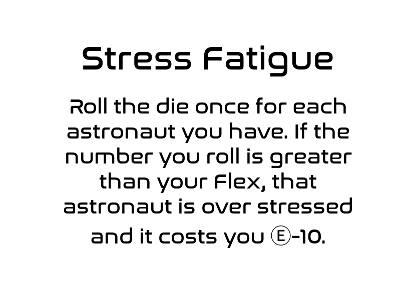 Stress Fatigue
Roll the die once for each
astronaut you have. If the
number you roll is greater
than your Flex, that
astronaut is over stressed
and it costs you Ⓔ-10.